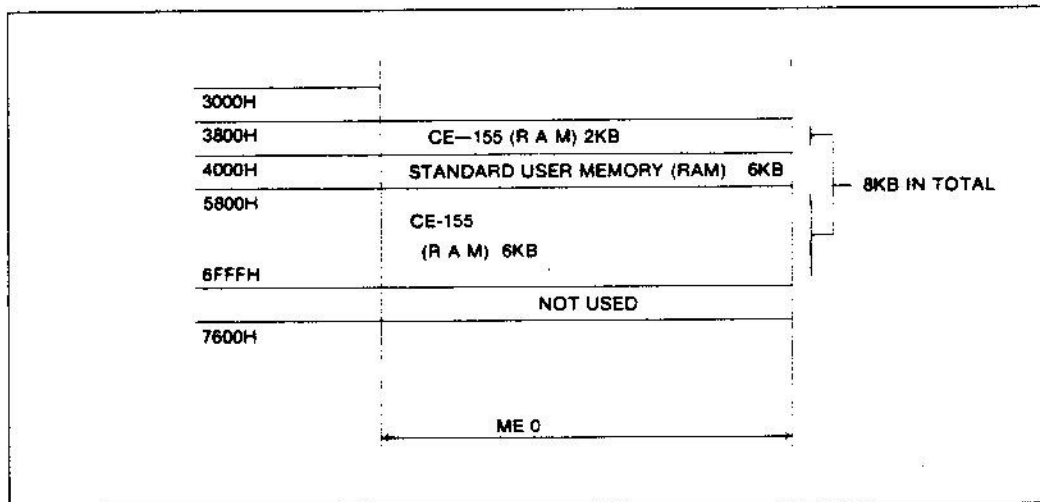 3000H
3800H CE—155 (R A M) 2KB
4000H STANDARD USER MEMORY (RAM) 6KB
8KB IN TOTAL
5800H
CE-155
(R A M) 6KB
6FFFH
NOT USED
7600H
ME 0